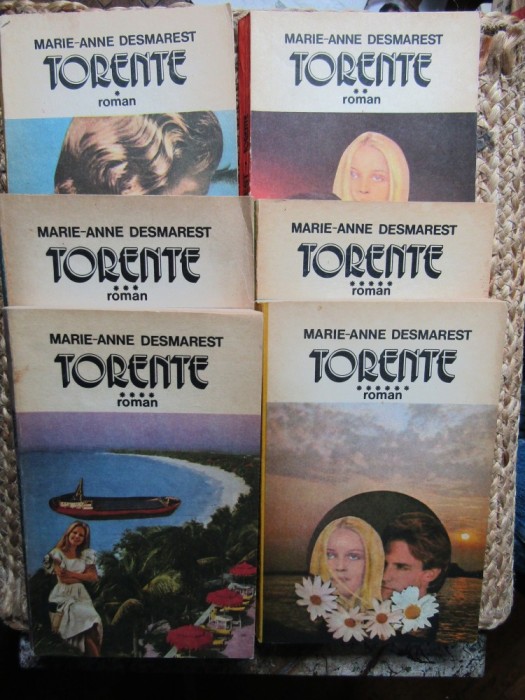 MARIE-ANNE DESMAREST
TORENTE
*
roman
MARIE-ANNE DESMAREST
TORENTE
**
roman
MARIE-ANNE DESMAREST
TORENTE
***
roman
MARIE-ANNE DESMAREST
TORENTE
*****
roman
MARIE-ANNE DESMAREST
TORENTE
****
roman
MARIE-ANNE DESMAREST
TORENTE
******
roman